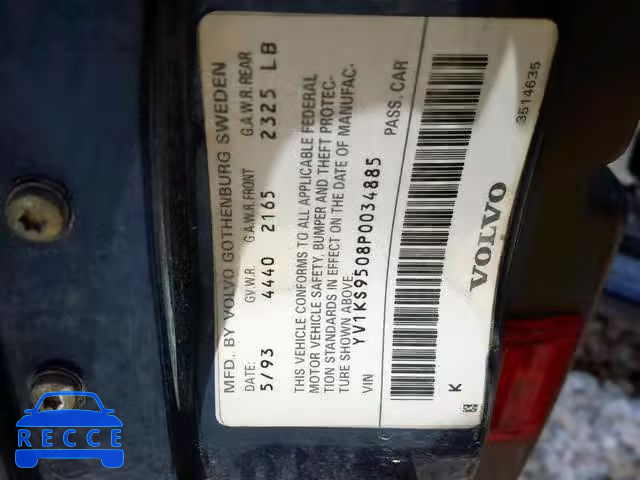 MFD. BY VOLVO GOTHENBURG SWEDEN
DATE: G.V.W.R. G.A.W.R.FRONT G.A.W.R.REAR
5/93 4440 2165 2325 LB
THIS VEHICLE CONFORMS TO ALL APPLICABLE FEDERAL
MOTOR VEHICLE SAFETY, BUMPER AND THEFT PROTEC-
TION STANDARDS IN EFFECT ON THE DATE OF MANUFAC-
TURE SHOWN ABOVE.
YV1KS9508P0034885
VIN PASS. CAR
K
VOLVO
3514635
RECCE